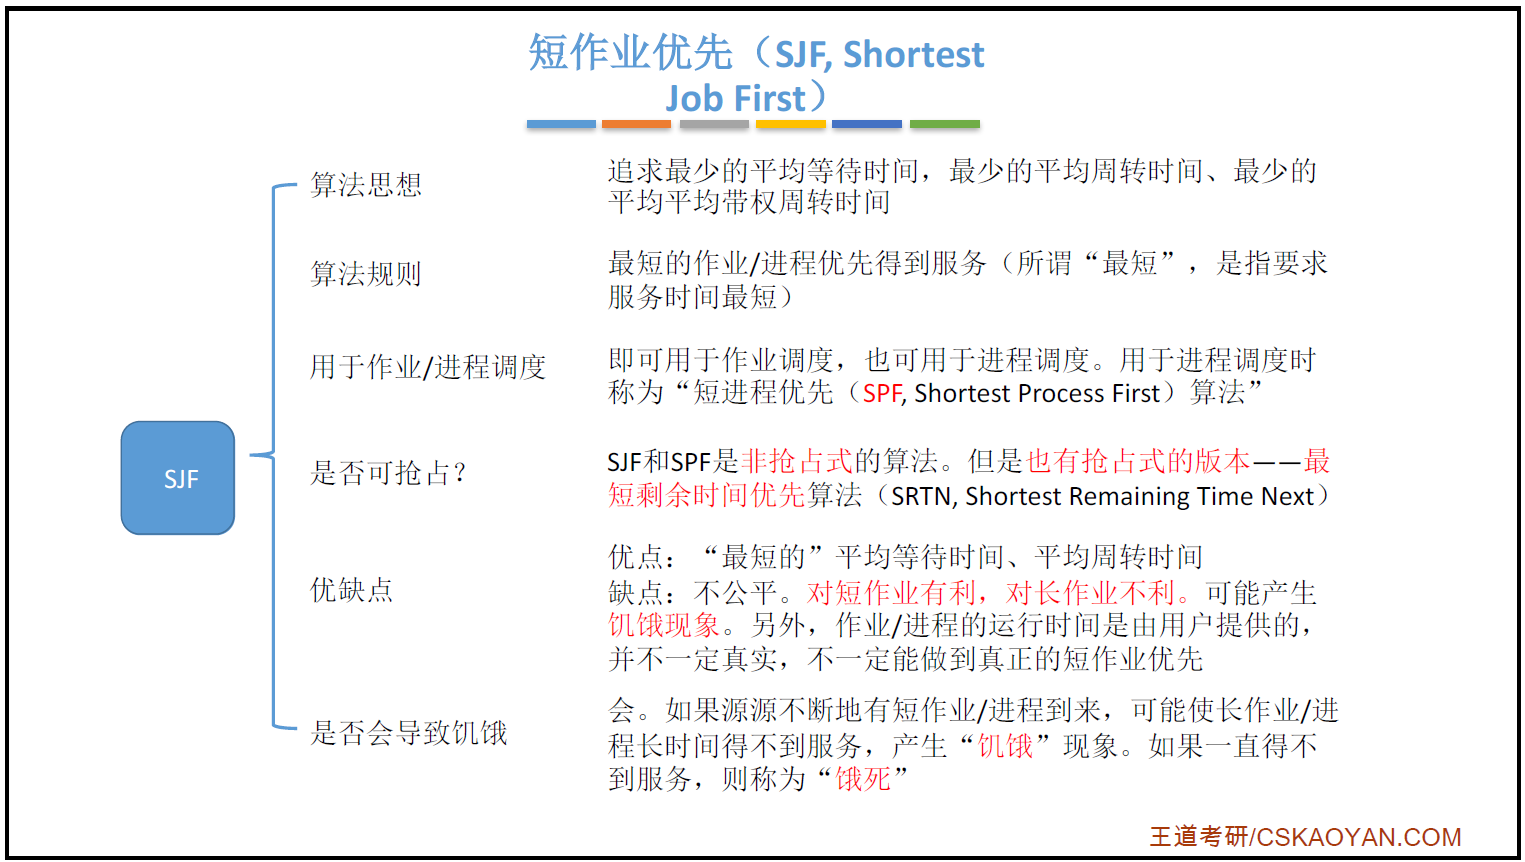 短作业优先（SJF, Shortest
Job First）
算法思想
追求最少的平均等待时间，最少的平均周转时间、最少的
平均平均带权周转时间
算法规则
最短的作业/进程优先得到服务（所谓“最短”，是指要求
服务时间最短）
用于作业/进程调度
即可用于作业调度，也可用于进程调度。用于进程调度时
称为“短进程优先（SPF, Shortest Process First）算法”
SJF
是否可抢占？
SJF和SPF是非抢占式的算法。但是也有抢占式的版本——最
短剩余时间优先算法（SRTN, Shortest Remaining Time Next）
优缺点
优点：“最短的”平均等待时间、平均周转时间
缺点：不公平。对短作业有利，对长作业不利。可能产生
饥饿现象。另外，作业/进程的运行时间是由用户提供的，
并不一定真实，不一定能做到真正的短作业优先
是否会导致饥饿
会。如果源源不断地有短作业/进程到来，可能使长作业/进
程长时间得不到服务，产生“饥饿”现象。如果一直得不
到服务，则称为“饿死”
王道考研/CSKAOYAN.COM